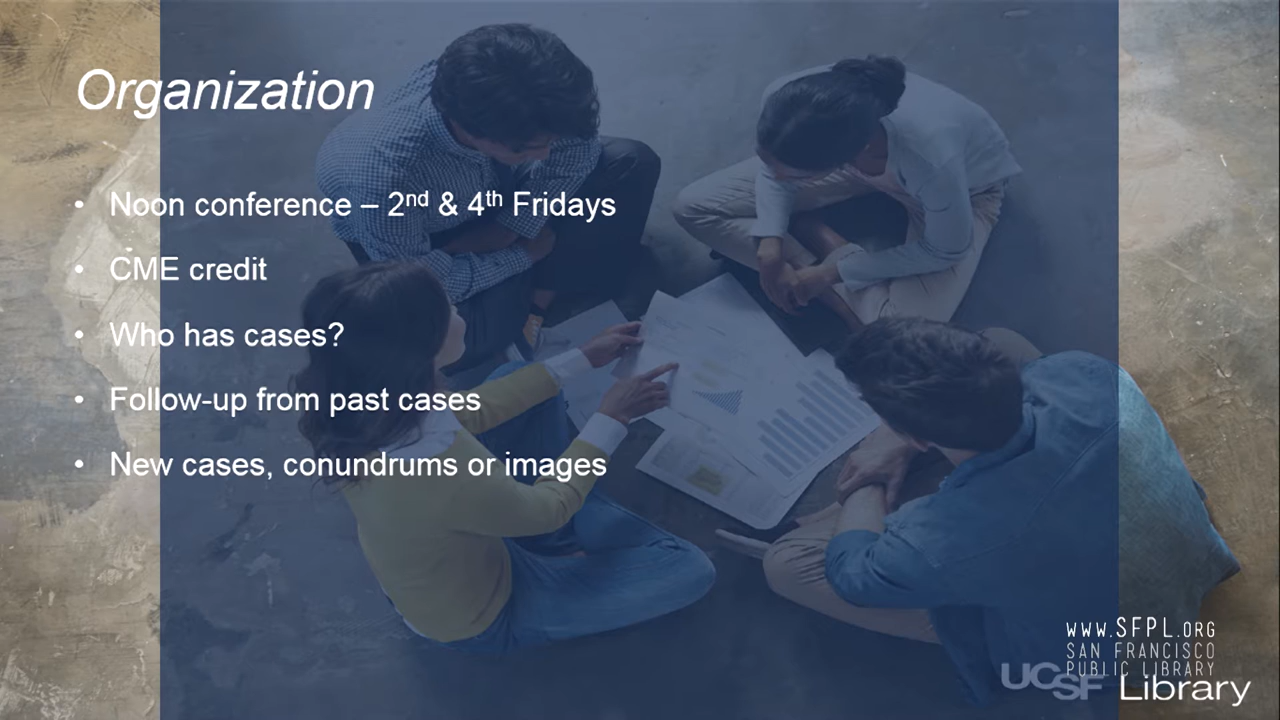 Organization
• Noon conference – 2nd & 4th Fridays
• CME credit
• Who has cases?
• Follow-up from past cases
• New cases, conundrums or images
www.SFPL.ORG
SAN FRANCISCO
PUBLIC LIBRARY
UCSF Library